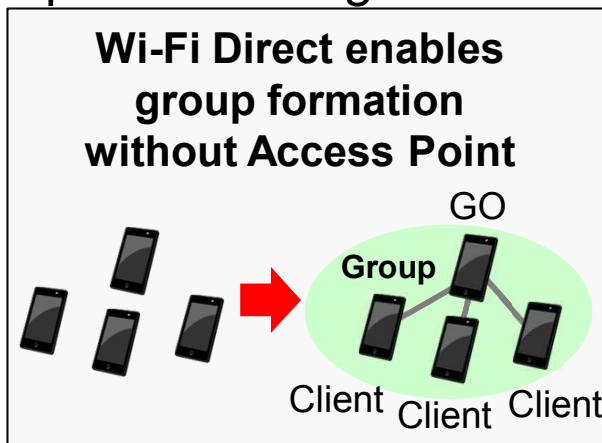 Wi-Fi Direct enables
group formation
without Access Point
GO
Group
Client Client Client